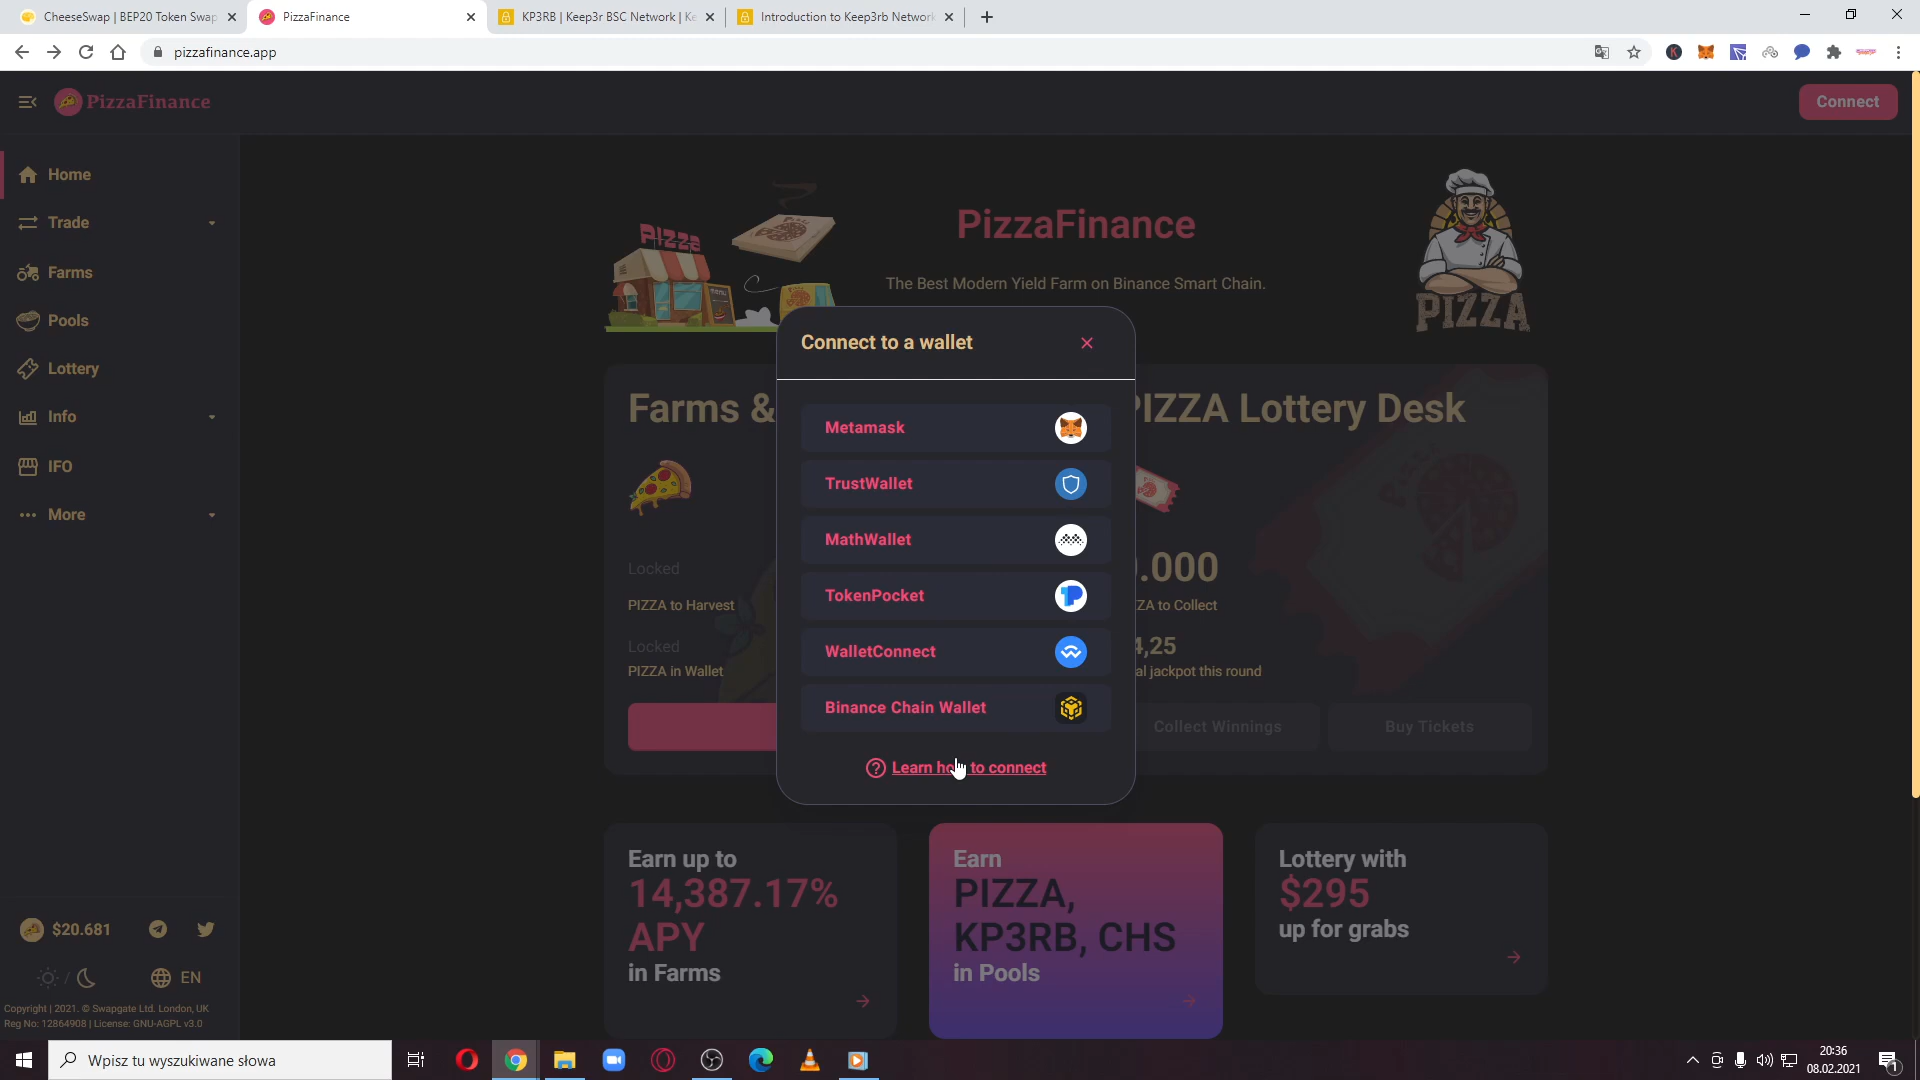 CheeseSwap | BEP20 Token Swap
PizzaFinance
KP3RB | Keep3r BSC Network | Ke
Introduction to Keep3rb Network
pizzafinance.app
PizzaFinance
Connect
Home
Trade
Farms
Pools
Lottery
Info
IFO
More
$20.681
EN
Copyright | 2021. © Swapgate Ltd. London, UK
Reg No: 12864908 | License: GNU-AGPL v3.0
PIZZA
PizzaFinance
The Best Modern Yield Farm on Binance Smart Chain.
PIZZA
Connect to a wallet
Metamask
TrustWallet
MathWallet
TokenPocket
WalletConnect
Binance Chain Wallet
Learn to connect
Farms &
Locked
PIZZA to Harvest
Locked
PIZZA in Wallet
PIZZA Lottery Desk
.000
ZA to Collect
4,25
al jackpot this round
Collect Winnings
Buy Tickets
Earn up to
14,387.17%
APY
in Farms
Earn
PIZZA,
KP3RB, CHS
in Pools
Lottery with
$295
up for grabs
Wpisz tu wyszukiwane słowa
20:36
08.02.2021
1